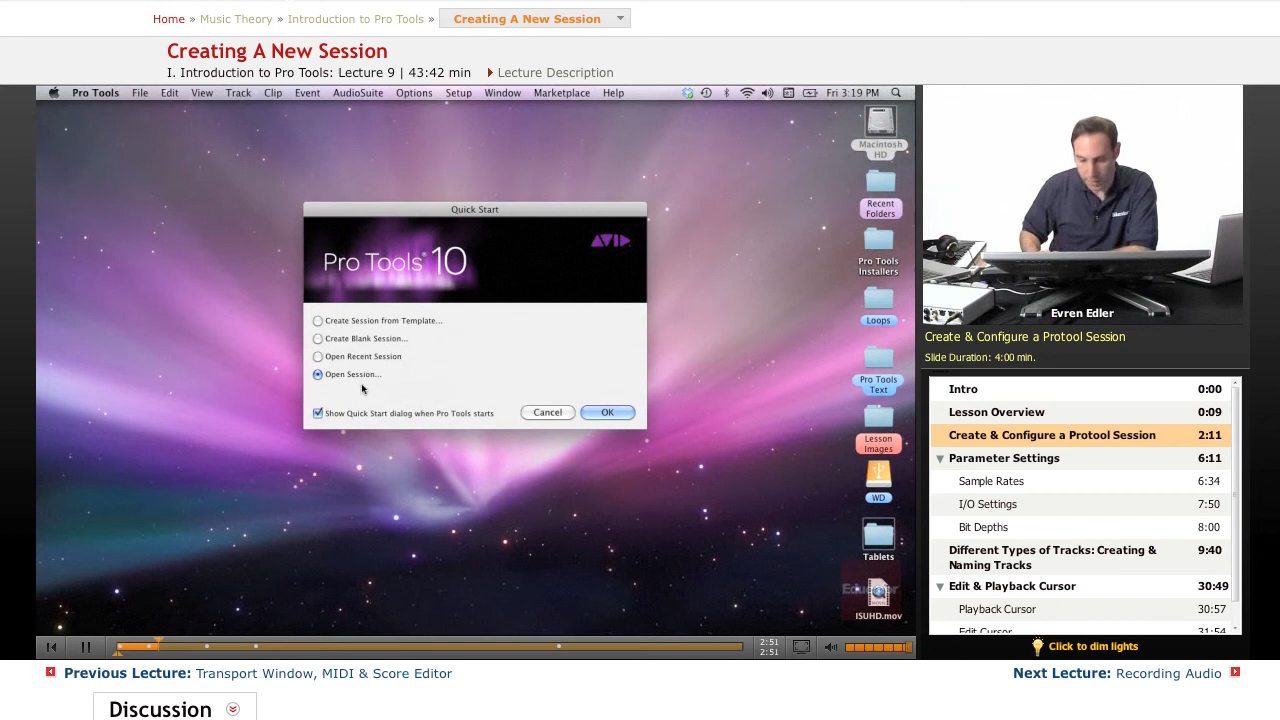 Home » Music Theory » Introduction to Pro Tools » Creating A New Session
Creating A New Session
I. Introduction to Pro Tools: Lecture 9 | 43:42 min Lecture Description
Pro Tools File Edit View Track Clip Event AudioSuite Options Setup Window Marketplace Help Fri 3:19 PM
Macintosh
HD
Recent
Folders
Pro Tools
Installers
Loops
Pro Tools
Text
Lesson
Images
WD
Tablets
ISUHD.mov
Quick Start
Pro Tools 10
AVID
Create Session from Template...
Create Blank Session...
Open Recent Session
Open Session...
Show Quick Start dialog when Pro Tools starts Cancel OK
Evren Edler
Create & Configure a Protool Session
Slide Duration: 4:00 min.
Intro 0:00
Lesson Overview 0:09
Create & Configure a Protool Session 2:11
Parameter Settings 6:11
Sample Rates 6:34
I/O Settings 7:50
Bit Depths 8:00
Different Types of Tracks: Creating & 9:40
Naming Tracks
Edit & Playback Cursor 30:49
Playback Cursor 30:57
Edit Cursor 31:54
2:51
2:51
Click to dim lights
Previous Lecture: Transport Window, MIDI & Score Editor
Next Lecture: Recording Audio
Discussion